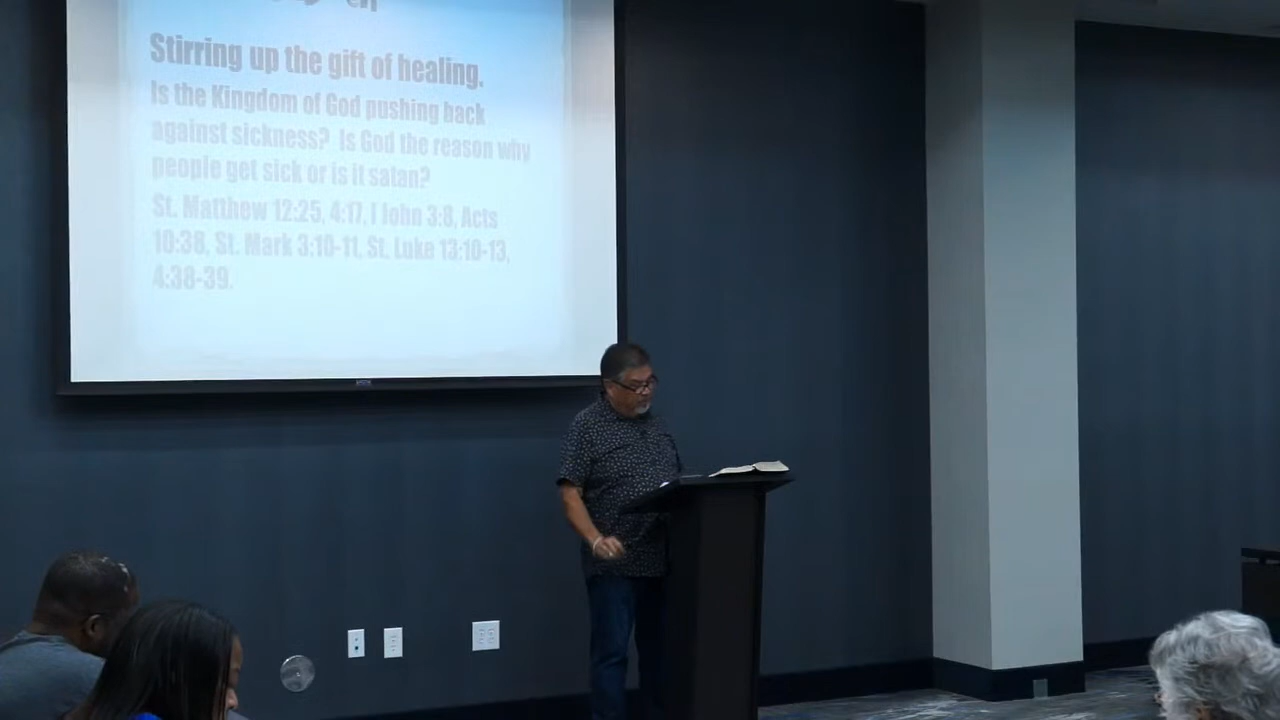 Stirring up the gift of healing.
Is the Kingdom of God pushing back
against sickness? Is God the reason why
people get sick or is it satan?
St. Matthew 12:25, 4:17, I John 3:8, Acts
10:38, St. Mark 3:10-11, St. Luke 13:10-13,
4:38-39.